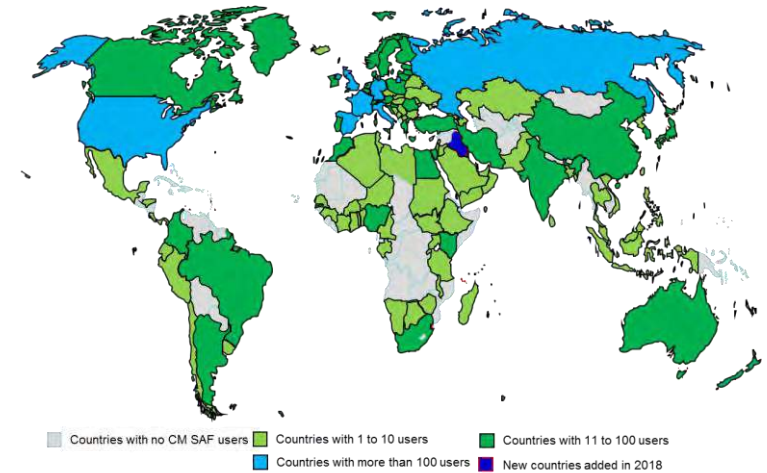 Countries with no CM SAF users
Countries with 1 to 10 users
Countries with 11 to 100 users
Countries with more than 100 users
New countries added in 2018